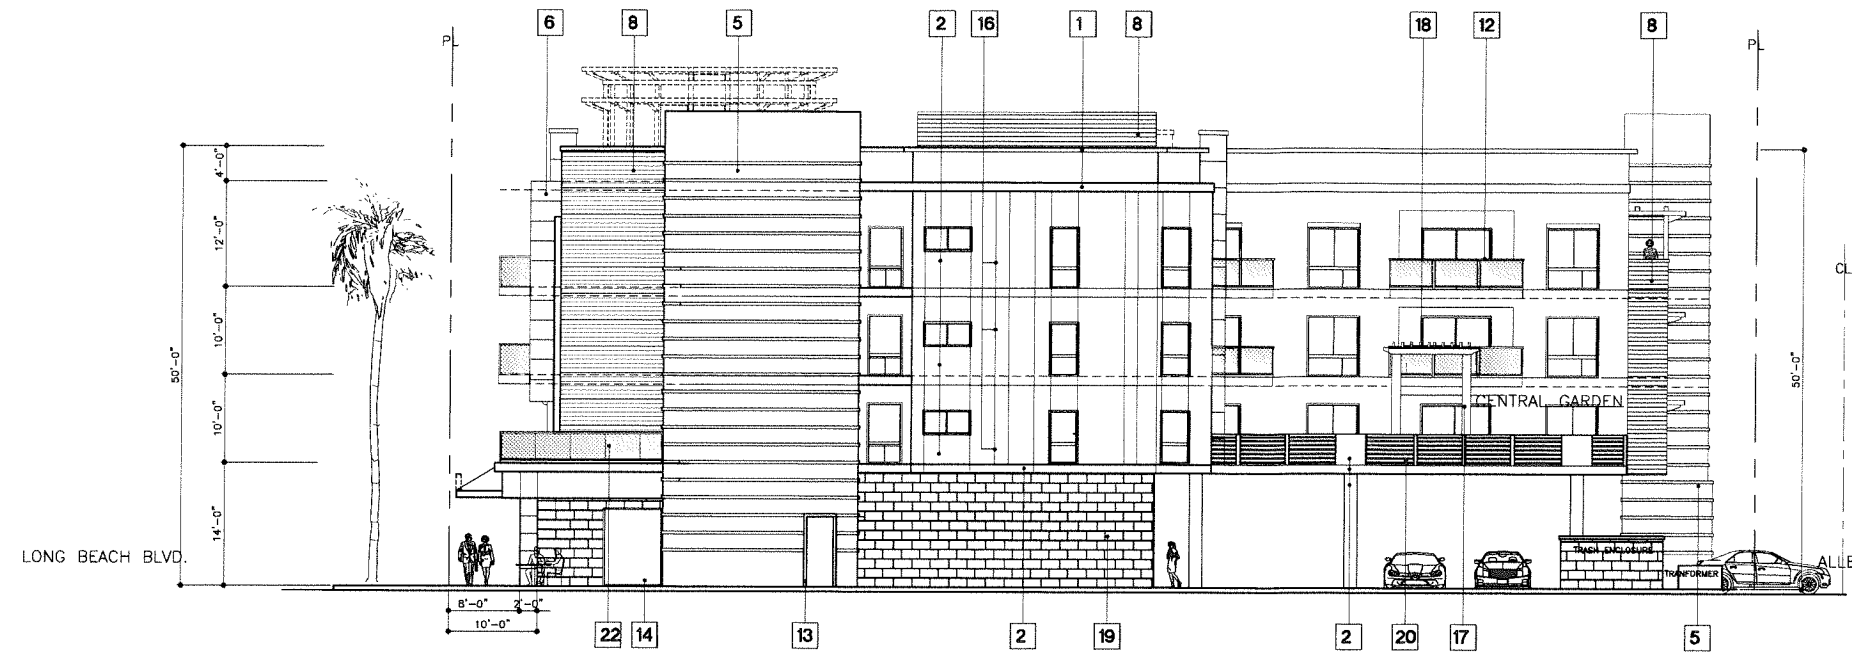 6 8 5 2 16 1 8 18 12 8
PL PL
4'-0"
12'-0"
10'-0"
10'-0"
14'-0"
50'-0"
50'-0"
CL
CENTRAL GARDEN
LONG BEACH BLVD.
TRASH ENCLOSURE
TRANFORMER
ALLE
8'-0" 2'-0"
10'-0"
22 14 13 2 19 2 20 17 5